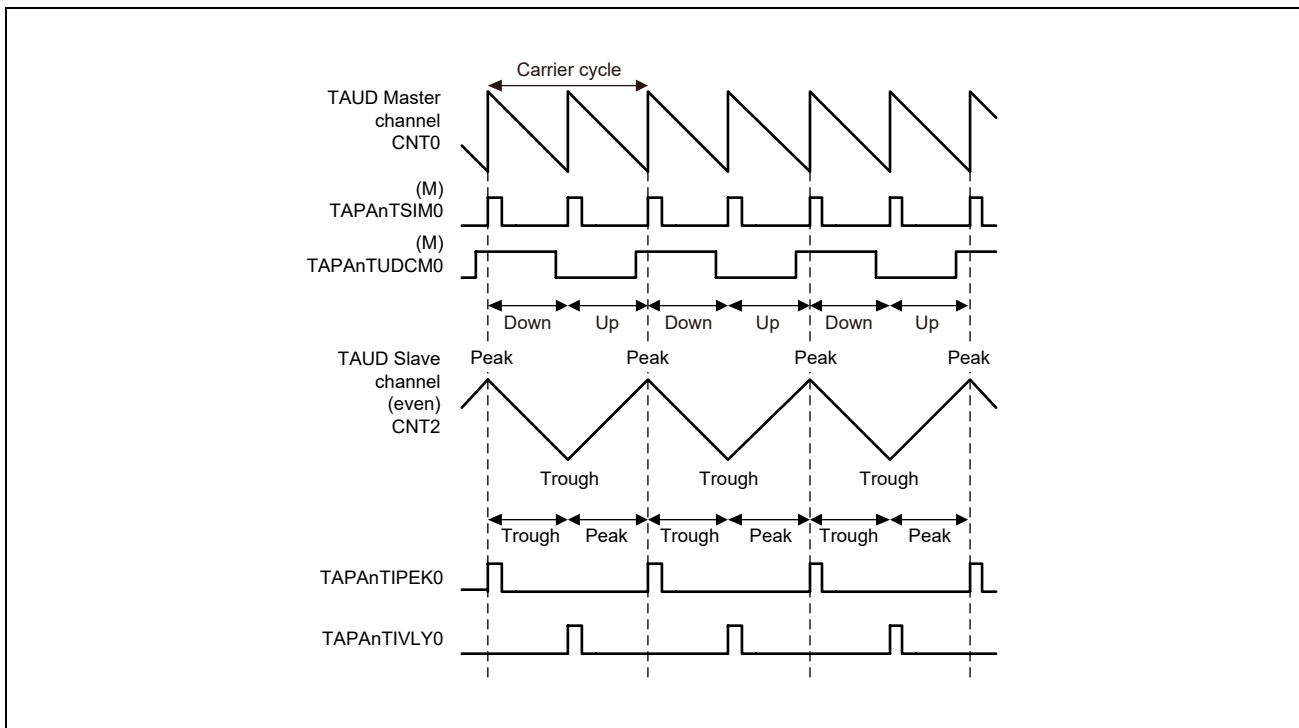 Carrier cycle
TAUD Master
channel
CNT0
(M)
TAPAnTSIM0
(M)
TAPAnTUDCM0
Down Up Down Up Down Up
TAUD Slave
channel
(even)
CNT2
Peak Peak Peak Peak
Trough Trough Trough
Trough Peak Trough Peak Trough Peak
TAPAnTIPEK0
TAPAnTIVLY0